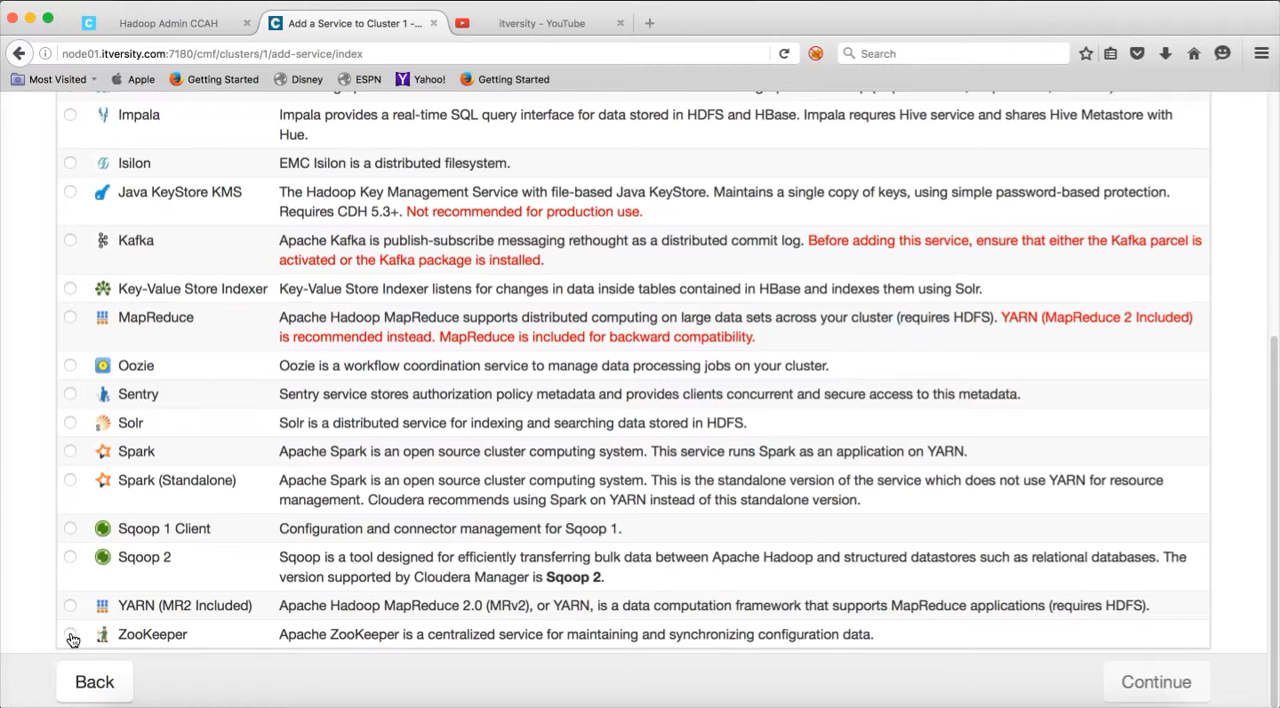 Hadoop Admin CCAH
Add a Service to Cluster 1 -...
itversity - YouTube
node01.itversity.com:7180/cmf/clusters/1/add-service/index
Search
Most Visited
Apple
Getting Started
Disney
ESPN
Yahoo!
Getting Started
Impala
Impala provides a real-time SQL query interface for data stored in HDFS and HBase. Impala requres Hive service and shares Hive Metastore with
Hue.
Isilon
EMC Isilon is a distributed filesystem.
Java KeyStore KMS
The Hadoop Key Management Service with file-based Java KeyStore. Maintains a single copy of keys, using simple password-based protection.
Requires CDH 5.3+. Not recommended for production use.
Kafka
Apache Kafka is publish-subscribe messaging rethought as a distributed commit log. Before adding this service, ensure that either the Kafka parcel is
activated or the Kafka package is installed.
Key-Value Store Indexer
Key-Value Store Indexer listens for changes in data inside tables contained in HBase and indexes them using Solr.
MapReduce
Apache Hadoop MapReduce supports distributed computing on large data sets across your cluster (requires HDFS). YARN (MapReduce 2 Included)
is recommended instead. MapReduce is included for backward compatibility.
Oozie
Oozie is a workflow coordination service to manage data processing jobs on your cluster.
Sentry
Sentry service stores authorization policy metadata and provides clients concurrent and secure access to this metadata.
Solr
Solr is a distributed service for indexing and searching data stored in HDFS.
Spark
Apache Spark is an open source cluster computing system. This service runs Spark as an application on YARN.
Spark (Standalone)
Apache Spark is an open source cluster computing system. This is the standalone version of the service which does not use YARN for resource
management. Cloudera recommends using Spark on YARN instead of this standalone version.
Sqoop 1 Client
Configuration and connector management for Sqoop 1.
Sqoop 2
Sqoop is a tool designed for efficiently transferring bulk data between Apache Hadoop and structured datastores such as relational databases. The
version supported by Cloudera Manager is Sqoop 2.
YARN (MR2 Included)
Apache Hadoop MapReduce 2.0 (MRv2), or YARN, is a data computation framework that supports MapReduce applications (requires HDFS).
ZooKeeper
Apache ZooKeeper is a centralized service for maintaining and synchronizing configuration data.
Back
Continue